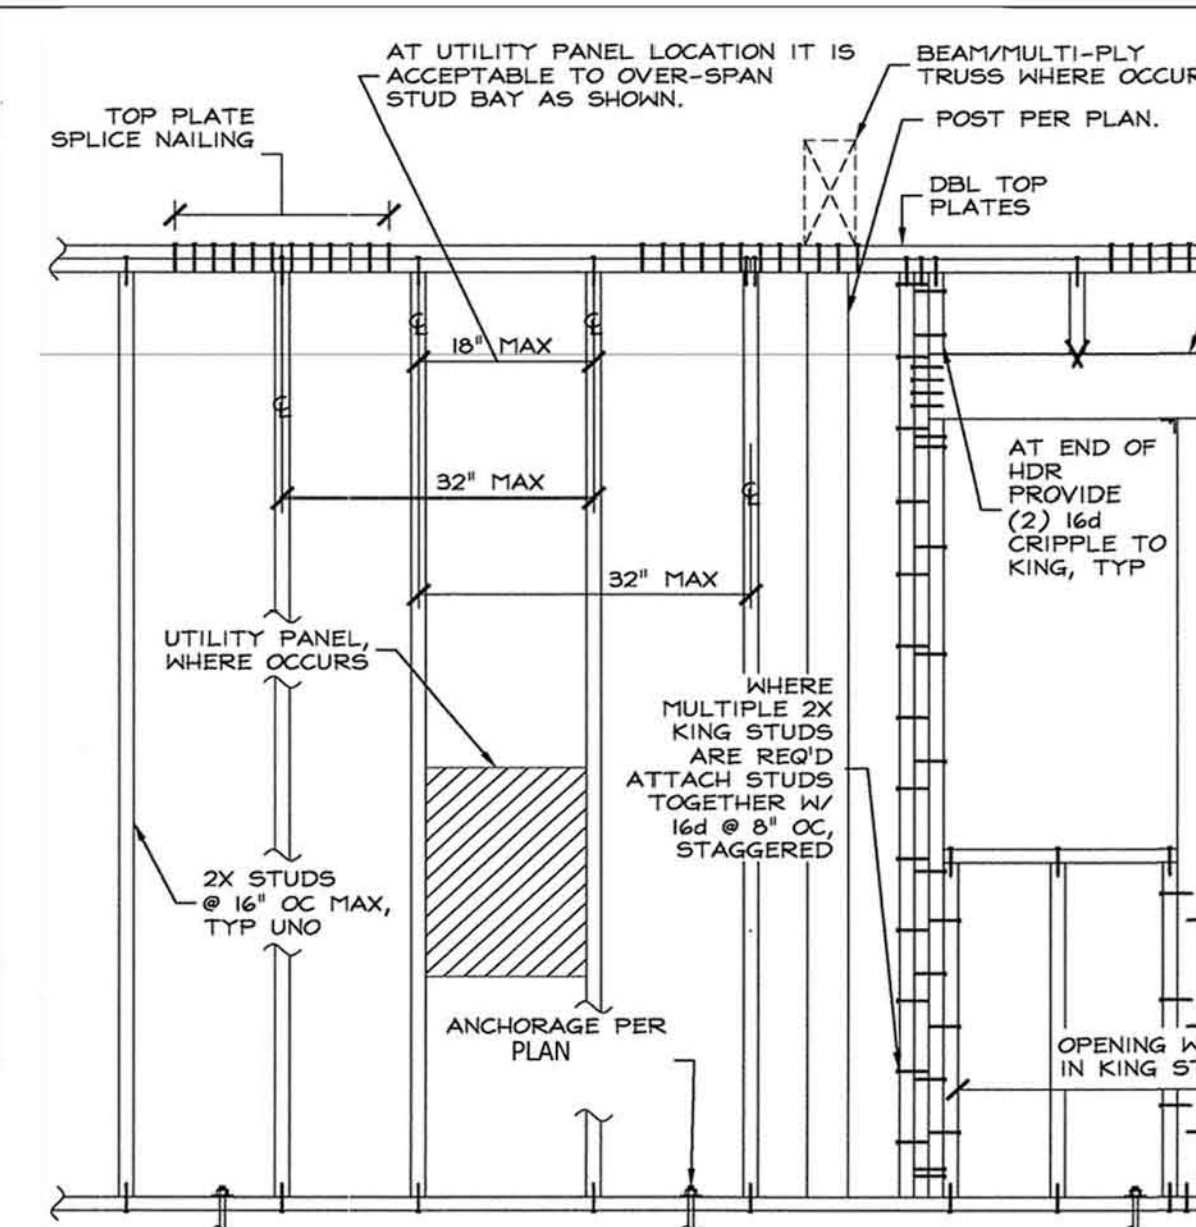 AT UTILITY PANEL LOCATION IT IS
ACCEPTABLE TO OVER-SPAN
STUD BAY AS SHOWN.
BEAM/MULTI-PLY
TRUSS WHERE OCCUR
TOP PLATE
SPLICE NAILING
POST PER PLAN.
DBL TOP
PLATES
℄
℄
18" MAX
℄
32" MAX
℄
AT END OF
HDR
PROVIDE
(2) 16d
CRIPPLE TO
KING, TYP
32" MAX
UTILITY PANEL,
WHERE OCCURS
WHERE
MULTIPLE 2X
KING STUDS
ARE REQ'D
ATTACH STUDS
TOGETHER W/
16d @ 8" OC,
STAGGERED
2X STUDS
@ 16" OC MAX,
TYP UNO
ANCHORAGE PER
PLAN
OPENING W
IN KING ST